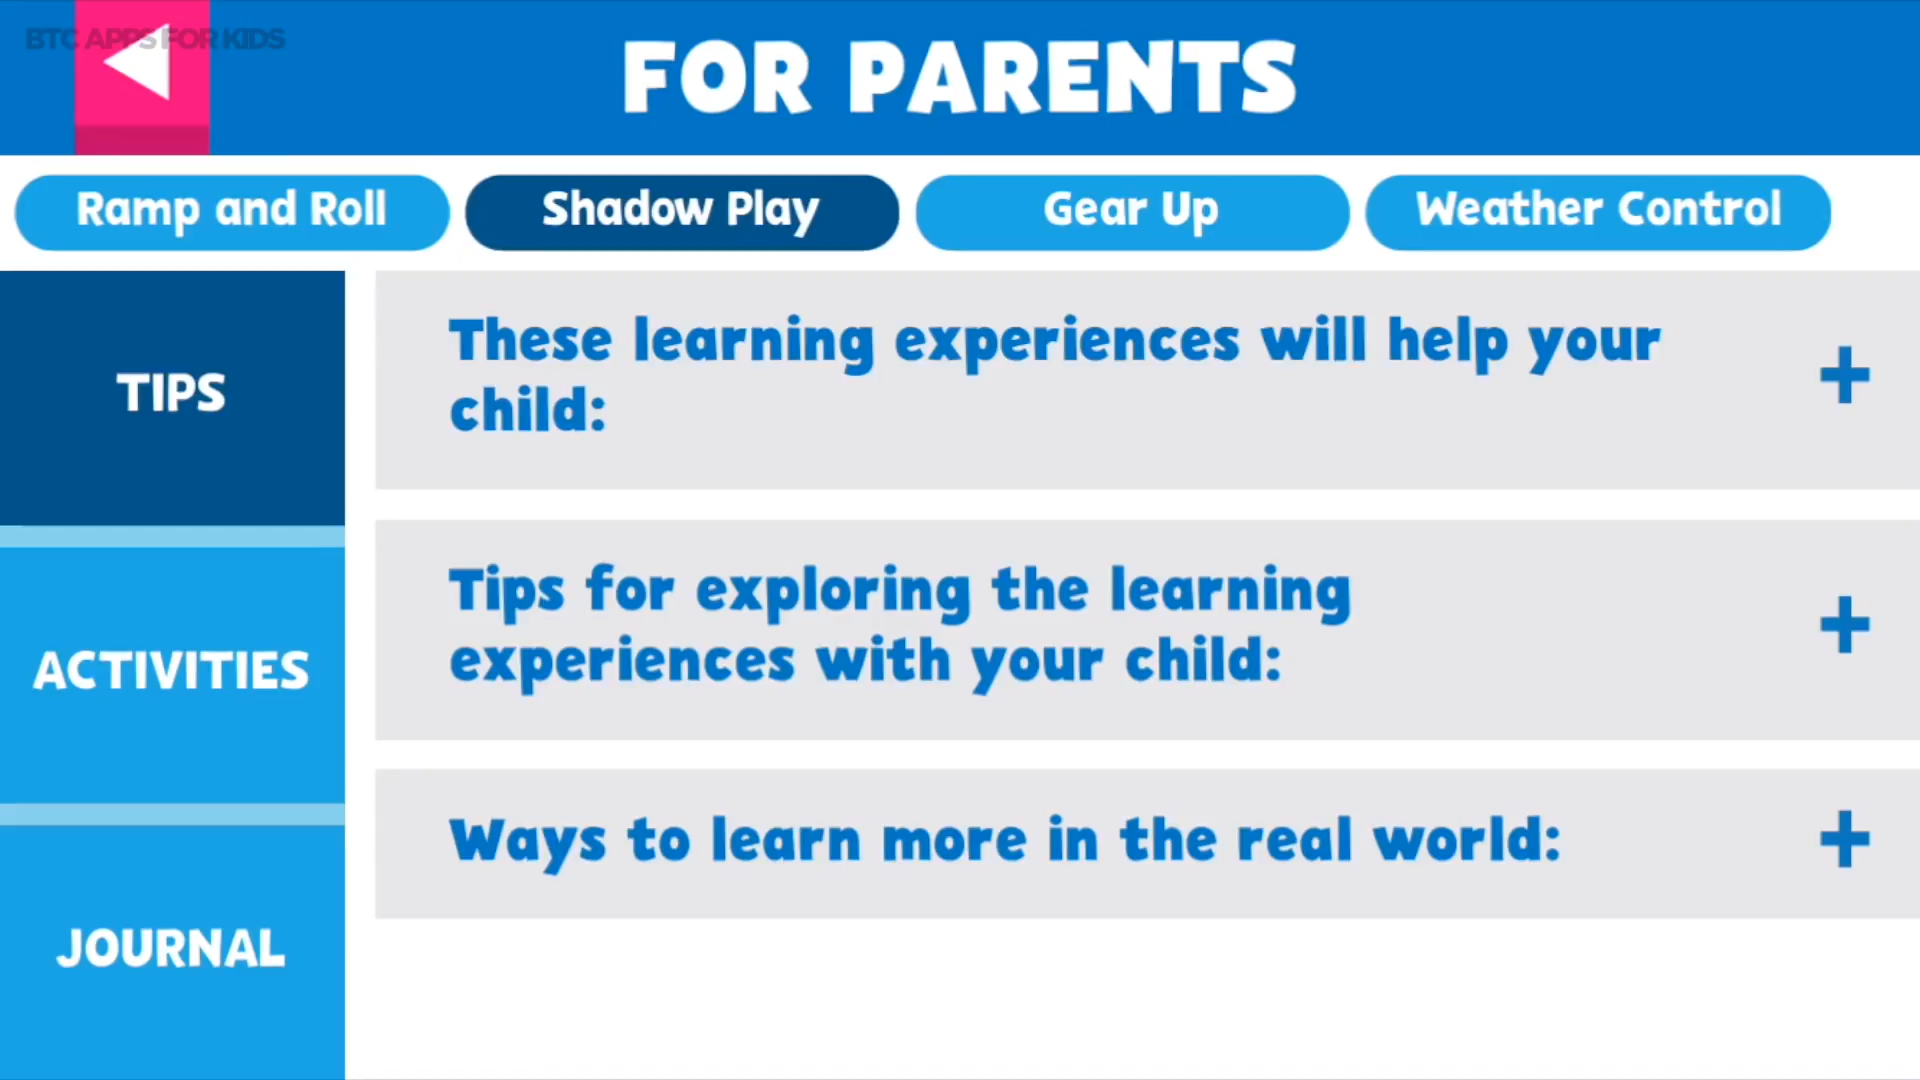 BTC APPS FOR KIDS
FOR PARENTS
Ramp and Roll
Shadow Play
Gear Up
Weather Control
TIPS
ACTIVITIES
JOURNAL
These learning experiences will help your
child:
Tips for exploring the learning
experiences with your child:
Ways to learn more in the real world: